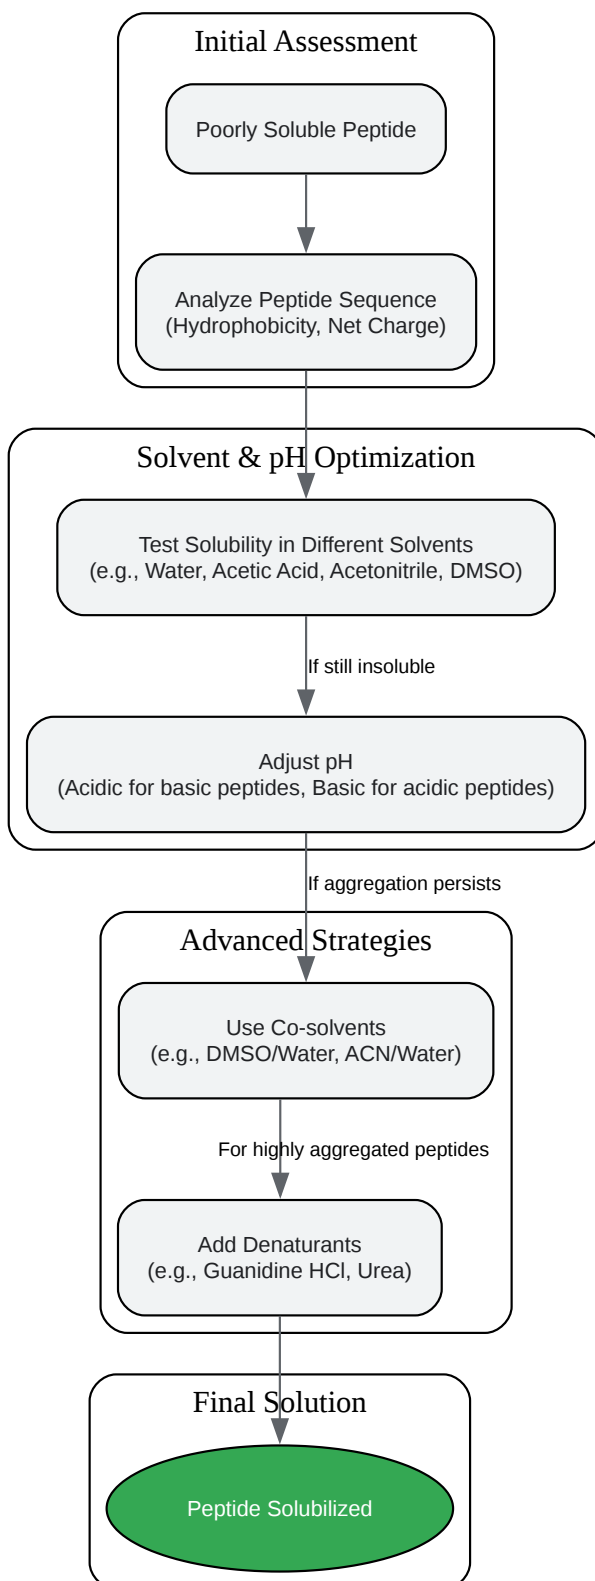 Initial Assessment
Poorly Soluble Peptide
Analyze Peptide Sequence
(Hydrophobicity, Net Charge)
Solvent & pH Optimization
Test Solubility in Different Solvents
(e.g., Water, Acetic Acid, Acetonitrile, DMSO)
If still insoluble
Adjust pH
(Acidic for basic peptides, Basic for acidic peptides)
If aggregation persists
Advanced Strategies
Use Co-solvents
(e.g., DMSO/Water, ACN/Water)
For highly aggregated peptides
Add Denaturants
(e.g., Guanidine HCl, Urea)
Final Solution
Peptide Solubilized